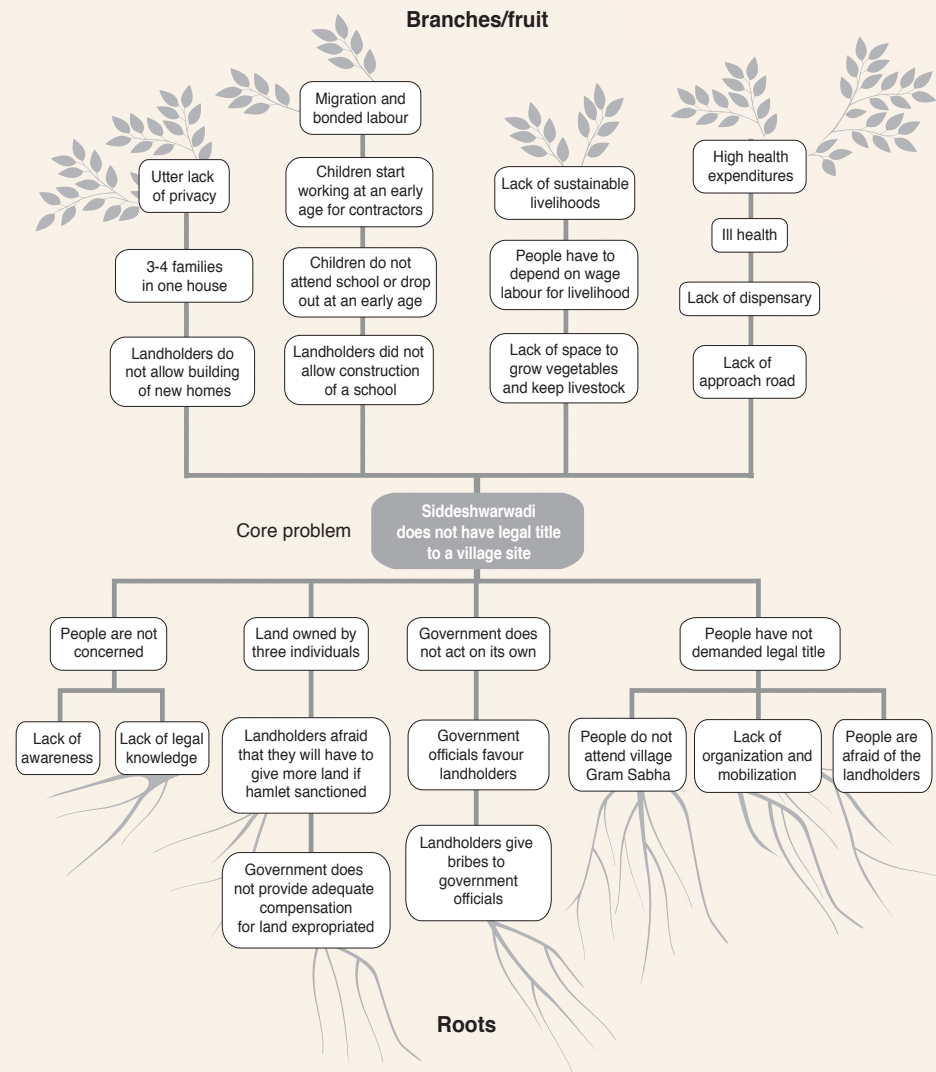 Branches/fruit
Migration and
bonded labour
Children start
working at an early
age for contractors
Children do not
attend school or drop
out at an early age
Landholders did not
allow construction
of a school
Utter lack
of privacy
3-4 families
in one house
Landholders do
not allow building
of new homes
Lack of sustainable
livelihoods
People have to
depend on wage
labour for livelihood
Lack of space to
grow vegetables
and keep livestock
High health
expenditures
Ill health
Lack of dispensary
Lack of
approach road
Core problem
Siddeshwarwadi
does not have legal title
to a village site
People are not
concerned
Lack of
awareness
Lack of legal
knowledge
Land owned by
three individuals
Landholders afraid
that they will have to
give more land if
hamlet sanctioned
Government does
not provide adequate
compensation
for land expropriated
Government does
not act on its own
Government
officials favour
landholders
Landholders give
bribes to
government
officials
People have not
demanded legal title
People do not
attend village
Gram Sabha
Lack of
organization and
mobilization
People are
afraid of the
landholders
Roots